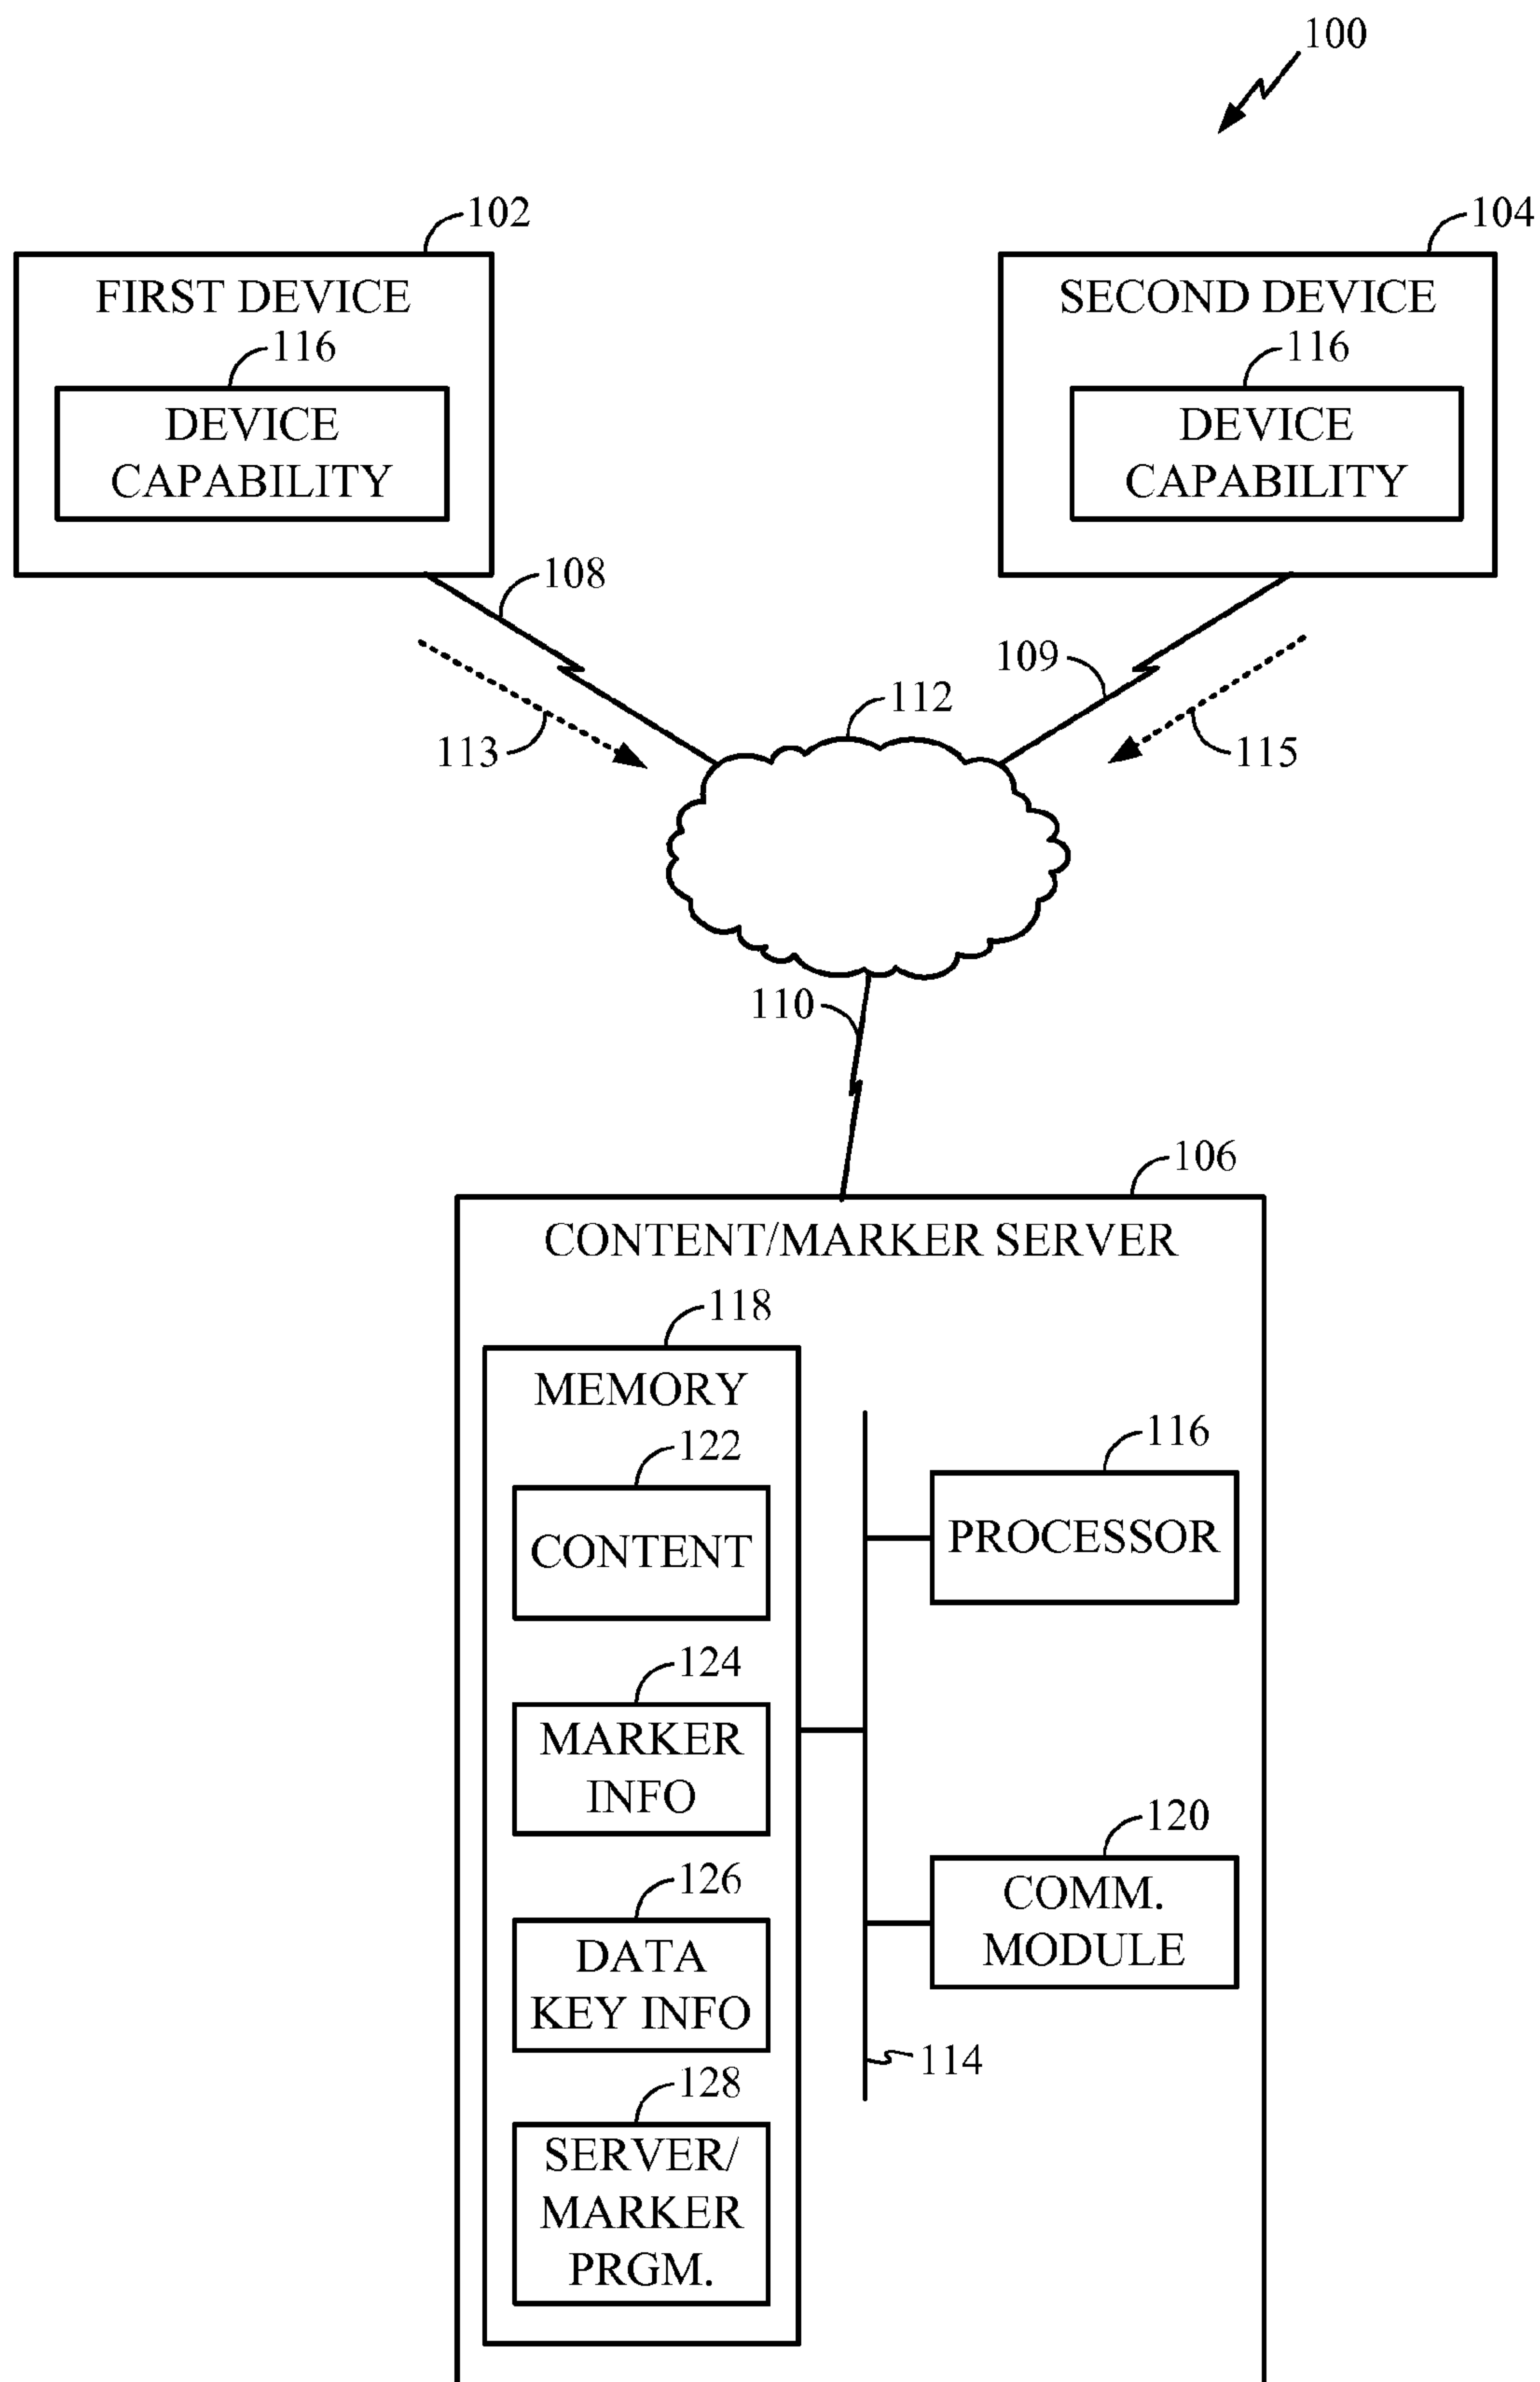 100
102
104
FIRST DEVICE
SECOND DEVICE
116
116
DEVICE
CAPABILITY
DEVICE
CAPABILITY
108
109
112
113
115
110
106
CONTENT/MARKER SERVER
118
MEMORY
122
CONTENT
116
PROCESSOR
124
MARKER
INFO
120
COMM.
MODULE
126
DATA
KEY INFO
114
128
SERVER/
MARKER
PRGM.